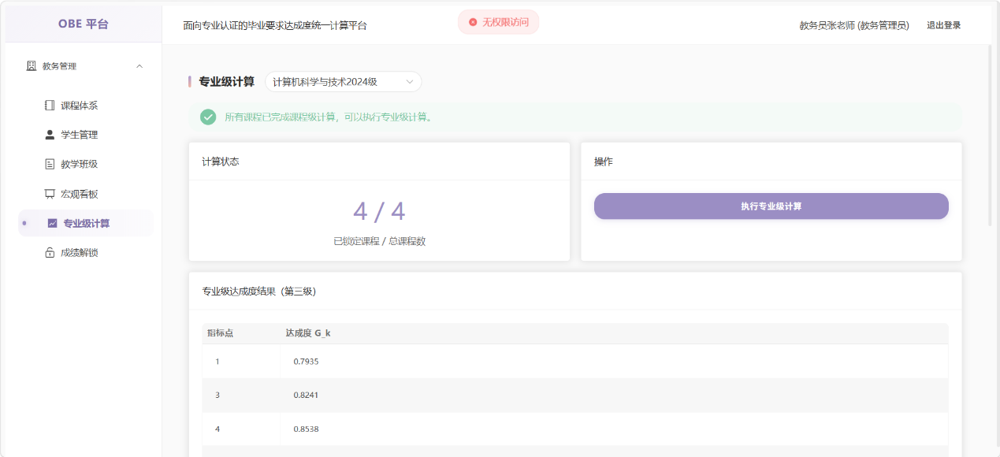 OBE 平台
面向专业认证的毕业要求达成度统一计算平台
无权限访问
教务员张老师 (教务管理员)
退出登录
教务管理
课程体系
学生管理
教学班级
宏观看板
专业级计算
成绩解锁
专业级计算
计算机科学与技术2024级
所有课程已完成课程级计算，可以执行专业级计算。
计算状态
4 / 4
已锁定课程 / 总课程数
操作
执行专业级计算
专业级达成度结果（第三级）
指标点 达成度 G_k
1 0.7935
3 0.8241
4 0.8538